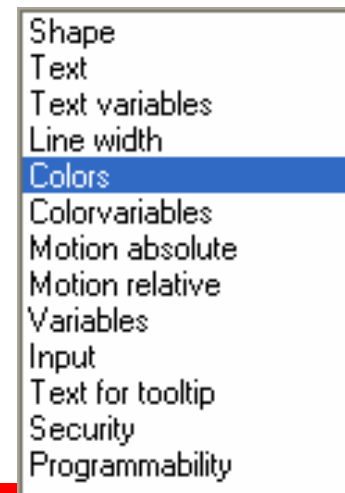 Shape
Text
Text variables
Line width
Colors
Colorvariables
Motion absolute
Motion relative
Variables
Input
Text for tooltip
Security
Programmability